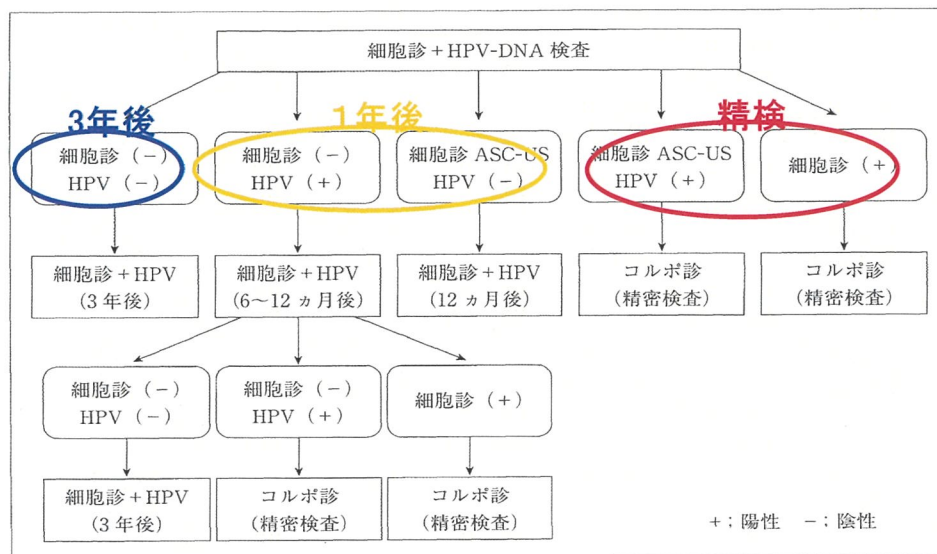 細胞診＋HPV-DNA 検査
3年後
1年後
精検
細胞診（－）
HPV（－）
細胞診（－）
HPV（＋）
細胞診 ASC-US
HPV（－）
細胞診 ASC-US
HPV（＋）
細胞診（＋）
細胞診＋HPV
(3 年後)
細胞診＋HPV
(6～12 ヵ月後)
細胞診＋HPV
(12 ヵ月後)
コルポ診
(精密検査)
コルポ診
(精密検査)
細胞診（－）
HPV（－）
細胞診（－）
HPV（＋）
細胞診（＋）
細胞診＋HPV
(3 年後)
コルポ診
(精密検査)
コルポ診
(精密検査)
＋；陽性　－；陰性